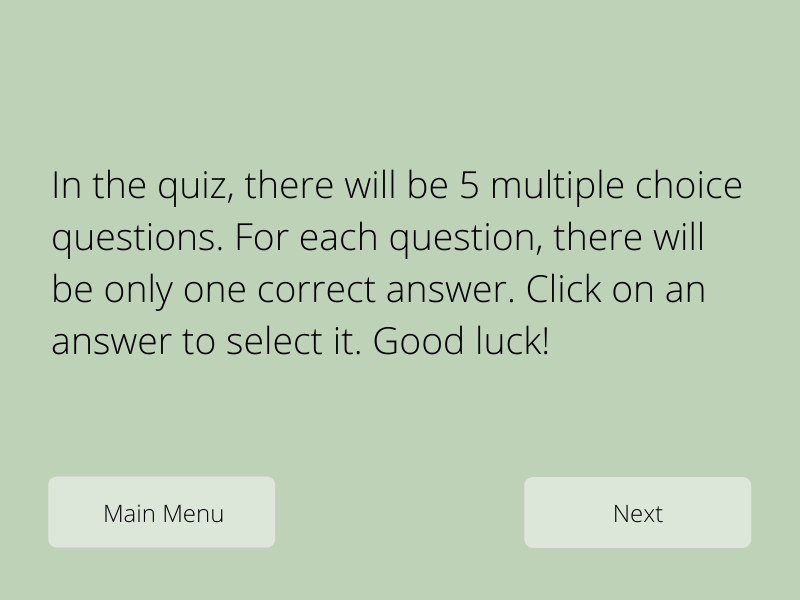 In the quiz, there will be 5 multiple choice
questions. For each question, there will
be only one correct answer. Click on an
answer to select it. Good luck!
Main Menu
Next